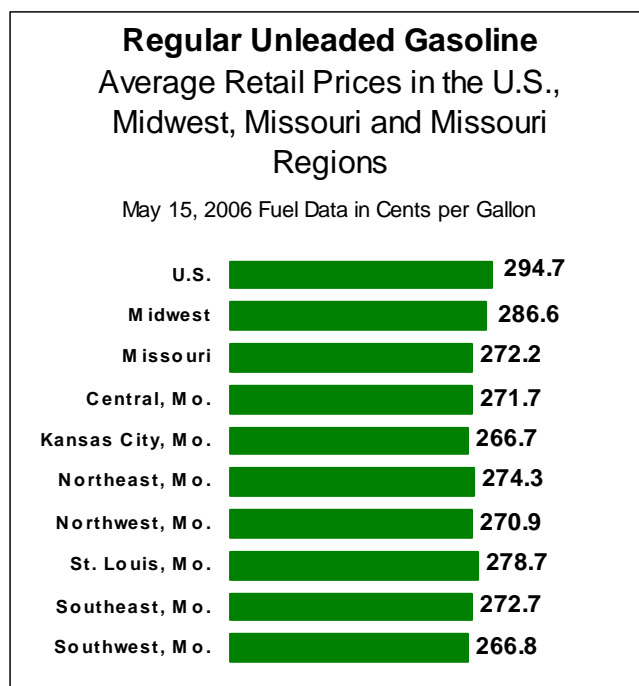 Regular Unleaded Gasoline
Average Retail Prices in the U.S.,
Midwest, Missouri and Missouri
Regions
May 15, 2006 Fuel Data in Cents per Gallon
U.S. 294.7
Midwest 286.6
Missouri 272.2
Central, Mo. 271.7
Kansas City, Mo. 266.7
Northeast, Mo. 274.3
Northwest, Mo. 270.9
St. Louis, Mo. 278.7
Southeast, Mo. 272.7
Southwest, Mo. 266.8